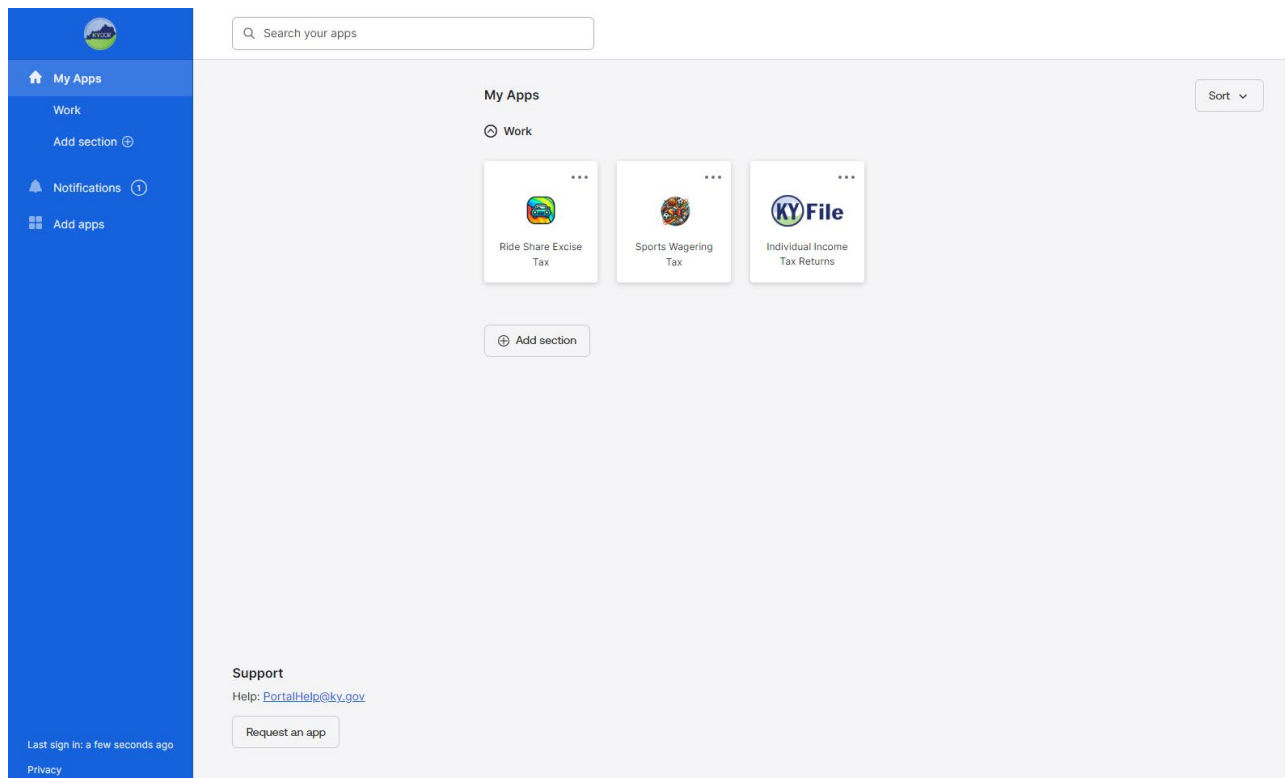 KYDOR
Search your apps
My Apps
Work
Add section
Notifications 1
Add apps
My Apps
Sort
Work
Ride Share Excise
Tax
Sports Wagering
Tax
KY File
Individual Income
Tax Returns
Add section
Support
Help: PortalHelp@ky.gov
Request an app
Last sign in: a few seconds ago
Privacy